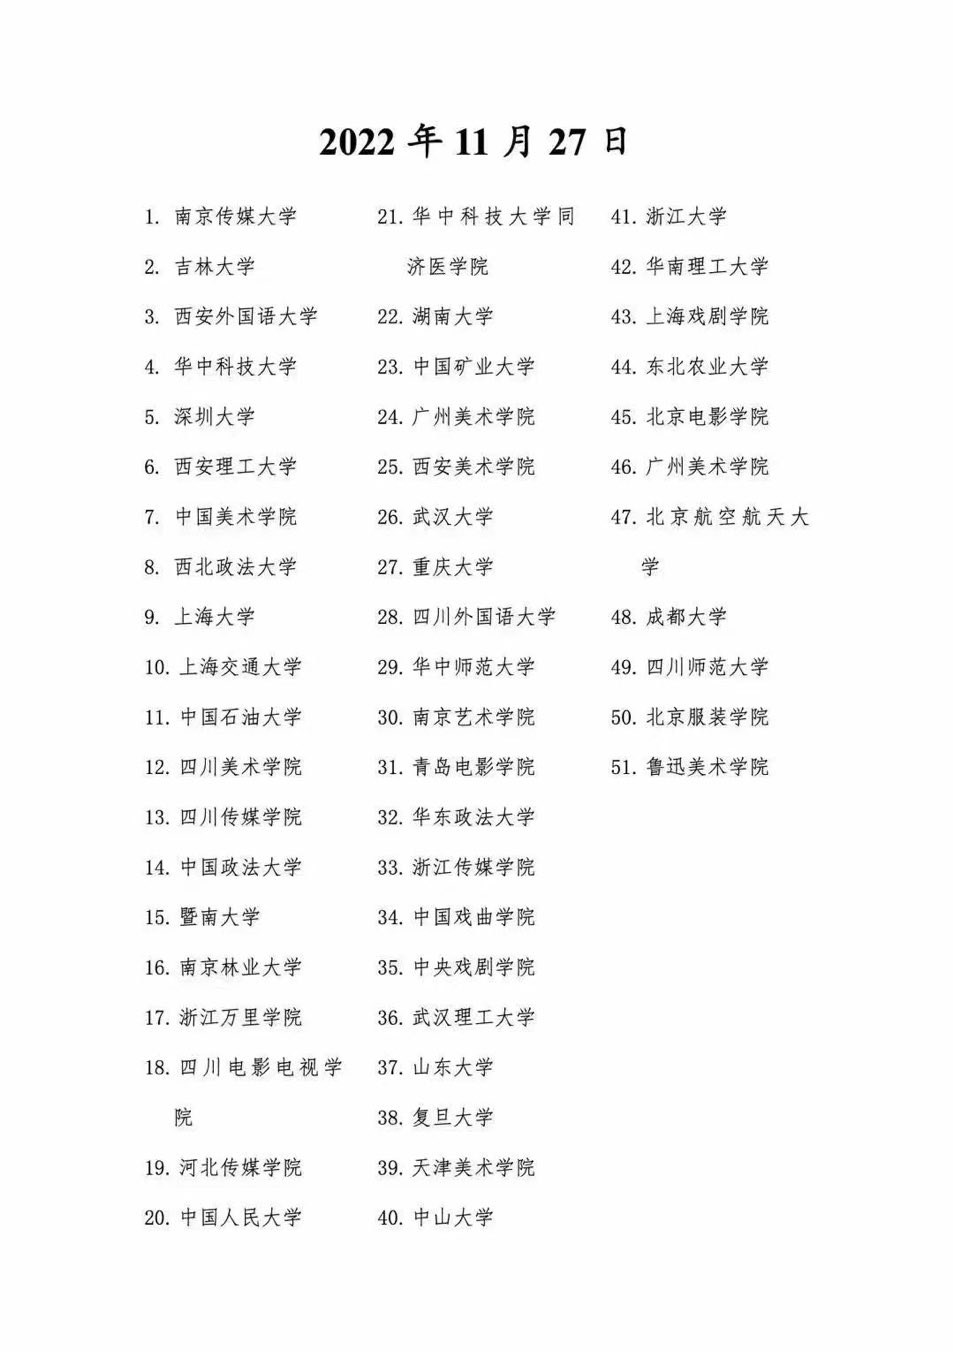 2022 年 11 月 27 日
1. 南京传媒大学
2. 吉林大学
3. 西安外国语大学
4. 华中科技大学
5. 深圳大学
6. 西安理工大学
7. 中国美术学院
8. 西北政法大学
9. 上海大学
10. 上海交通大学
11. 中国石油大学
12. 四川美术学院
13. 四川传媒学院
14. 中国政法大学
15. 暨南大学
16. 南京林业大学
17. 浙江万里学院
18. 四川电影电视学
院
19. 河北传媒学院
20. 中国人民大学
21. 华中科技大学同
济医学院
22. 湖南大学
23. 中国矿业大学
24. 广州美术学院
25. 西安美术学院
26. 武汉大学
27. 重庆大学
28. 四川外国语大学
29. 华中师范大学
30. 南京艺术学院
31. 青岛电影学院
32. 华东政法大学
33. 浙江传媒学院
34. 中国戏曲学院
35. 中央戏剧学院
36. 武汉理工大学
37. 山东大学
38. 复旦大学
39. 天津美术学院
40. 中山大学
41. 浙江大学
42. 华南理工大学
43. 上海戏剧学院
44. 东北农业大学
45. 北京电影学院
46. 广州美术学院
47. 北京航空航天大
学
48. 成都大学
49. 四川师范大学
50. 北京服装学院
51. 鲁迅美术学院